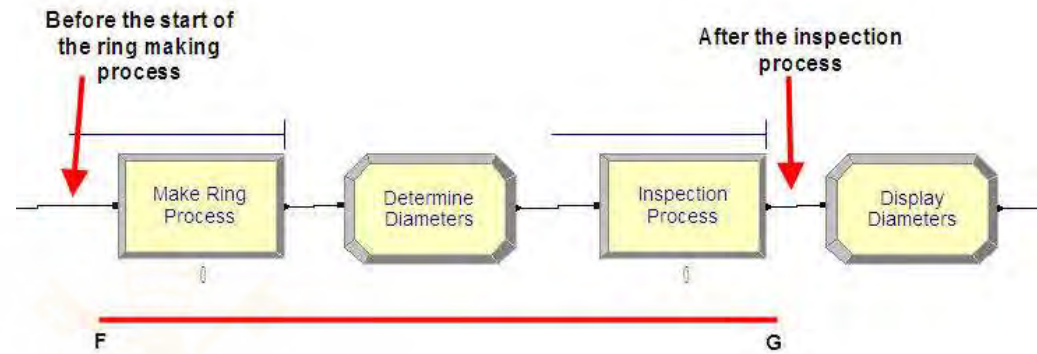 Before the start of
the ring making
process
After the inspection
process
Make Ring
Process
Determine
Diameters
Inspection
Process
Display
Diameters
0
0
F
G